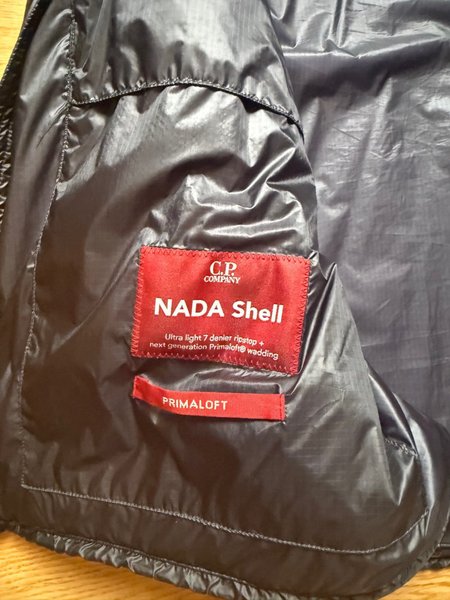 C.P.
COMPANY
NADA Shell
Ultra light 7 denier ripstop +
next generation Primaloft® wadding
PRIMALOFT